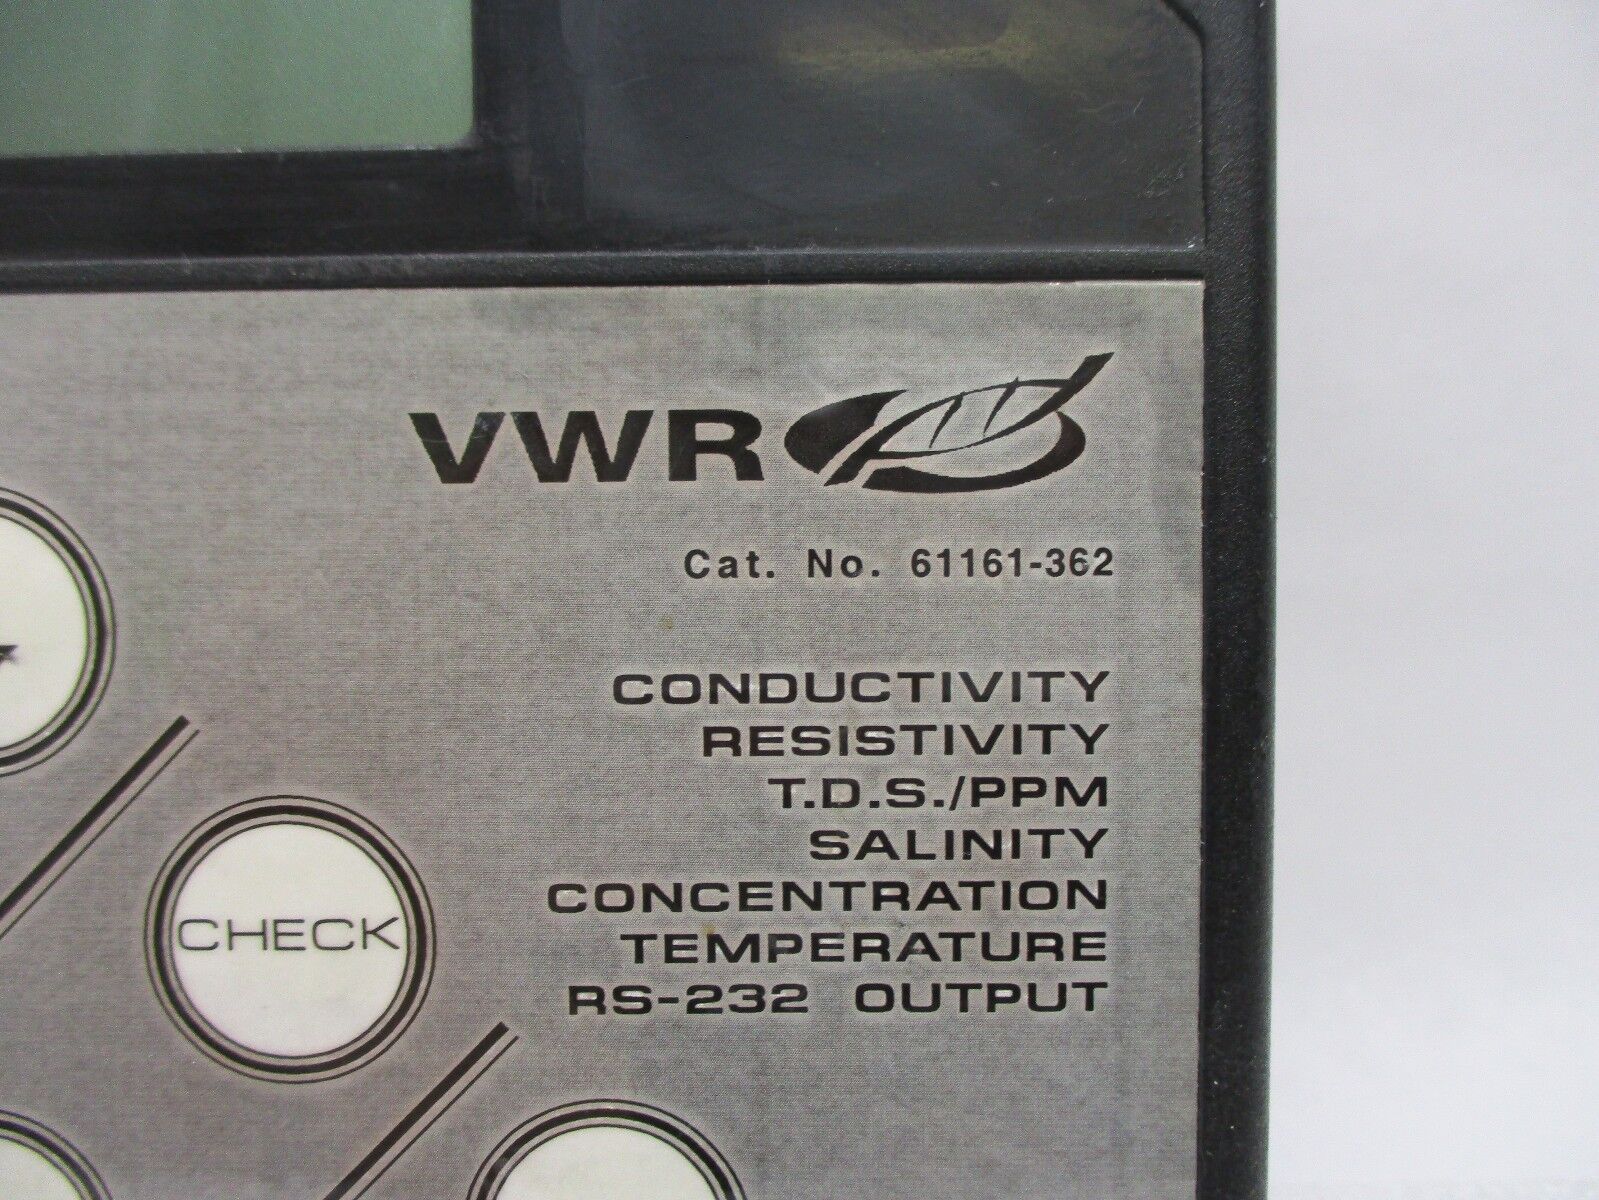 VWR
Cat. No. 61161-362
CONDUCTIVITY
RESISTIVITY
T.D.S./PPM
SALINITY
CONCENTRATION
TEMPERATURE
RS-232 OUTPUT
CHECK